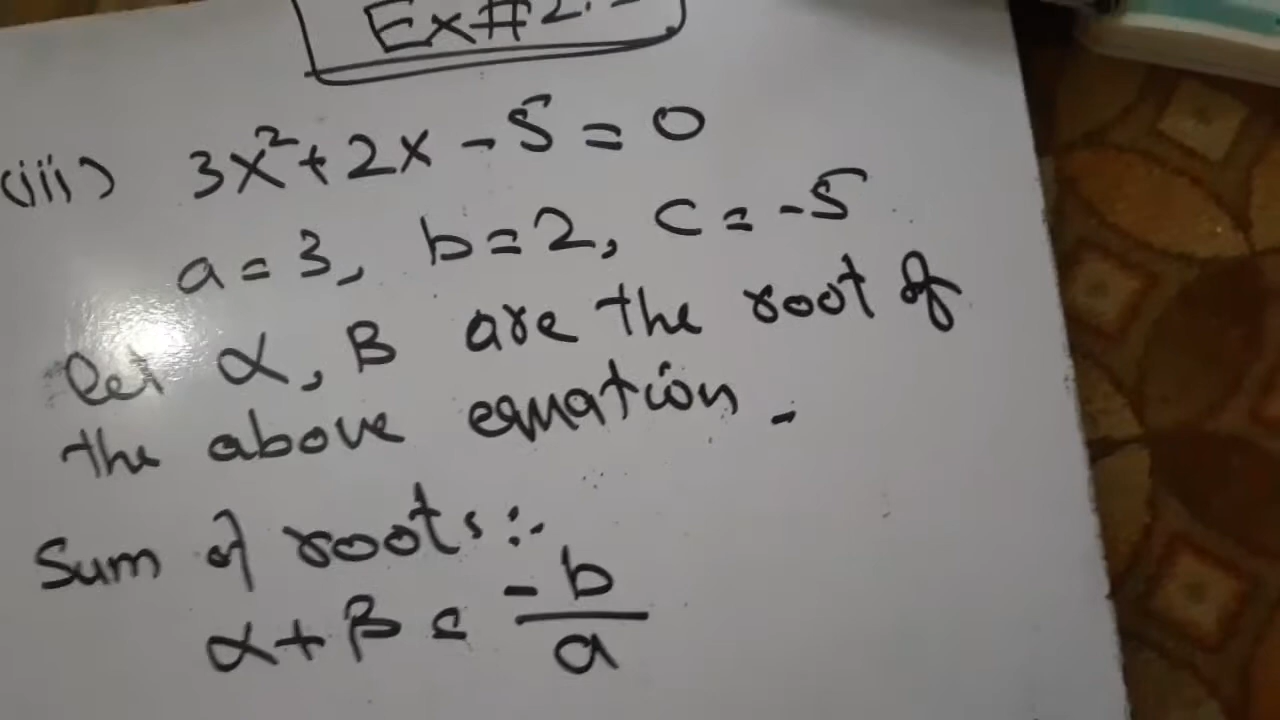 Ex#2.
(iii) 3x²+2x-5=0
a=3, b=2, c=-5
let α, B are the root of
the above equation.
Sum of roots:-
α+β = -b/a